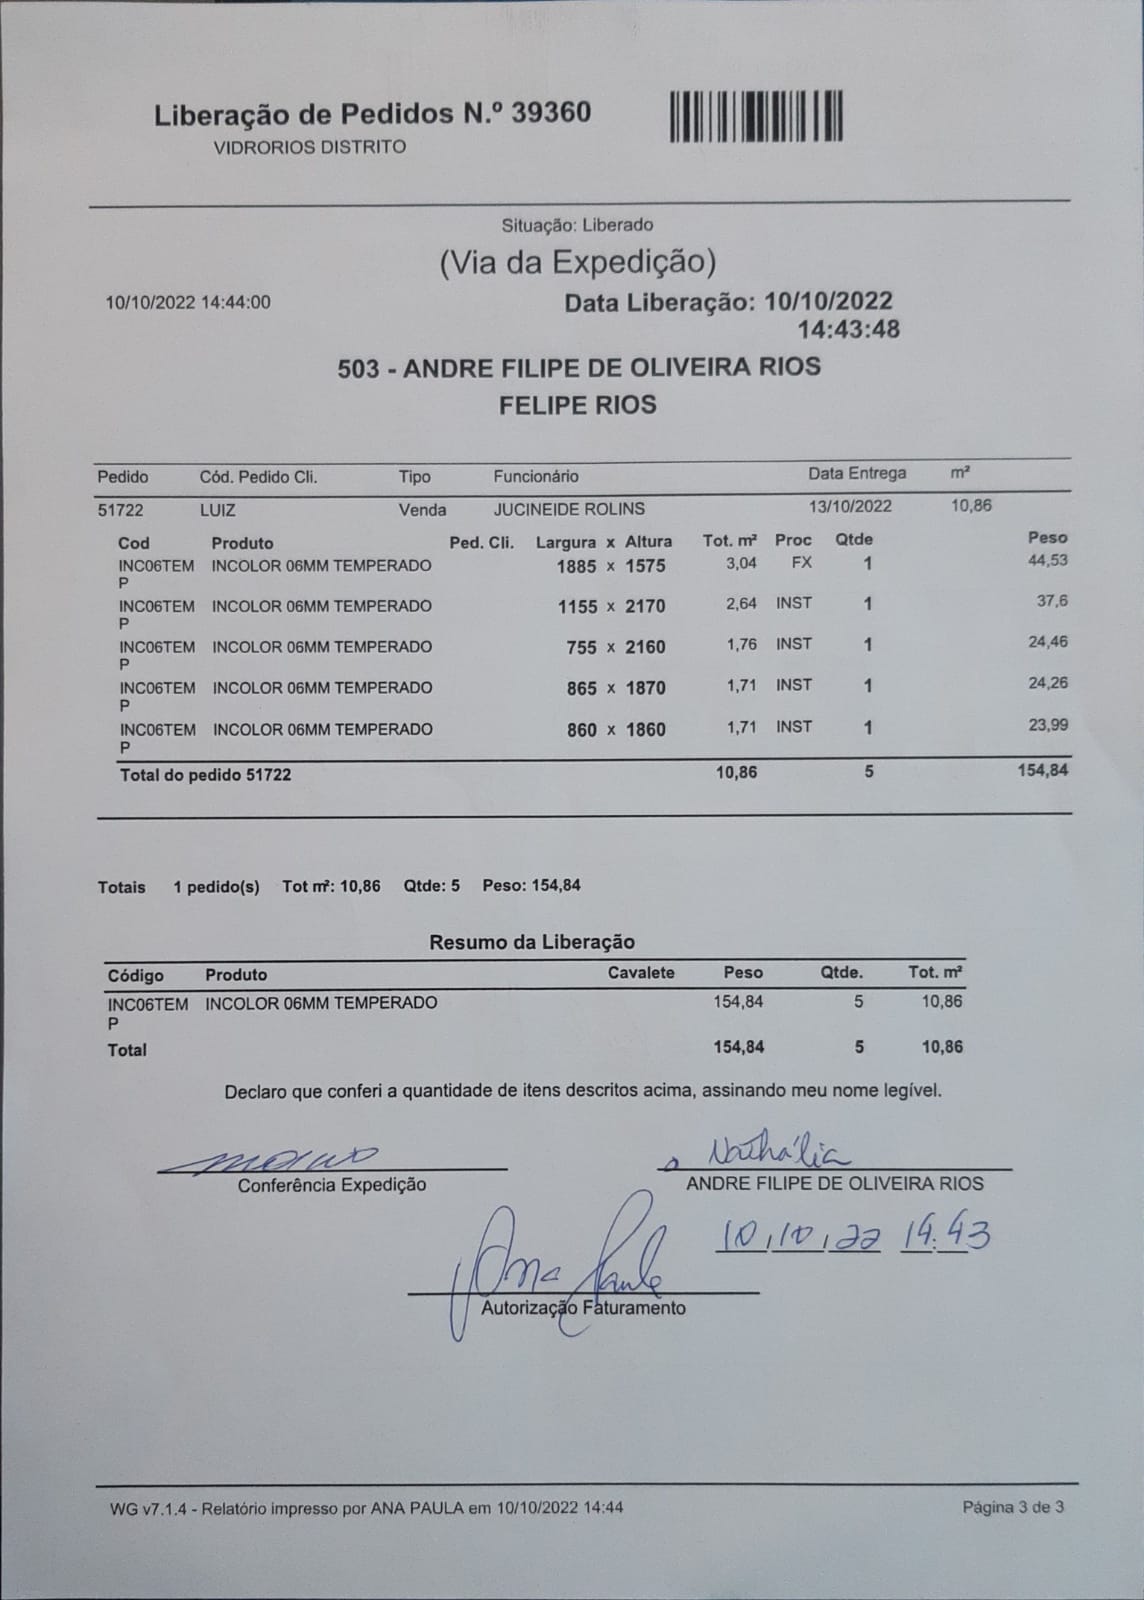 Liberação de Pedidos N.º 39360
VIDRORIOS DISTRITO
Situação: Liberado
(Via da Expedição)
10/10/2022 14:44:00 Data Liberação: 10/10/2022
14:43:48
503 - ANDRE FILIPE DE OLIVEIRA RIOS
FELIPE RIOS
Pedido Cód. Pedido Cli. Tipo Funcionário Data Entrega m²
51722 LUIZ Venda JUCINEIDE ROLINS 13/10/2022 10,86
Cod Produto Ped. Cli. Largura x Altura Tot. m² Proc Qtde Peso
INC06TEM INCOLOR 06MM TEMPERADO 1885 x 1575 3,04 FX 1 44,53
P
INC06TEM INCOLOR 06MM TEMPERADO 1155 x 2170 2,64 INST 1 37,6
P
INC06TEM INCOLOR 06MM TEMPERADO 755 x 2160 1,76 INST 1 24,46
P
INC06TEM INCOLOR 06MM TEMPERADO 865 x 1870 1,71 INST 1 24,26
P
INC06TEM INCOLOR 06MM TEMPERADO 860 x 1860 1,71 INST 1 23,99
P
Total do pedido 51722 10,86 5 154,84
Totais 1 pedido(s) Tot m²: 10,86 Qtde: 5 Peso: 154,84
Resumo da Liberação
Código Produto Cavalete Peso Qtde. Tot. m²
INC06TEM INCOLOR 06MM TEMPERADO 154,84 5 10,86
P
Total 154,84 5 10,86
Declaro que conferi a quantidade de itens descritos acima, assinando meu nome legível.
Nathália
Conferência Expedição ANDRE FILIPE DE OLIVEIRA RIOS
10,10,22 14:43
Ana Paula
Autorização Faturamento
WG v7.1.4 - Relatório impresso por ANA PAULA em 10/10/2022 14:44 Página 3 de 3